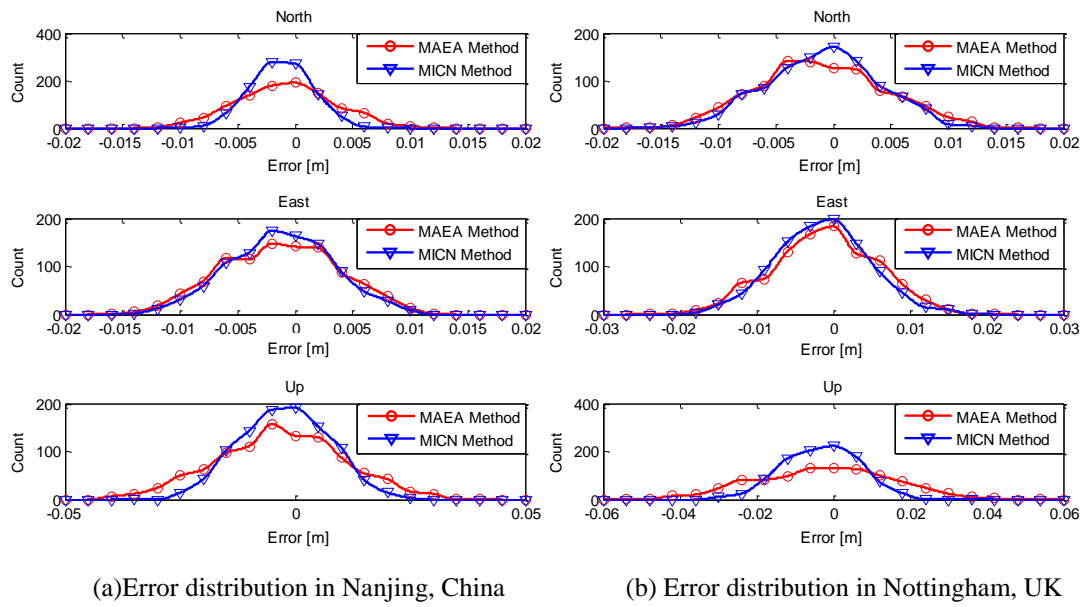 North
400
200
0
Count
-0.02 -0.015 -0.01 -0.005 0 0.005 0.01 0.015 0.02
Error [m]
MAEA Method
MICN Method
East
200
100
0
Count
-0.02 -0.015 -0.01 -0.005 0 0.005 0.01 0.015 0.02
Error [m]
MAEA Method
MICN Method
Up
200
100
0
Count
-0.05 0 0.05
Error [m]
MAEA Method
MICN Method
(a)Error distribution in Nanjing, China
North
200
100
0
Count
-0.02 -0.015 -0.01 -0.005 0 0.005 0.01 0.015 0.02
Error [m]
MAEA Method
MICN Method
East
200
100
0
Count
-0.03 -0.02 -0.01 0 0.01 0.02 0.03
Error [m]
MAEA Method
MICN Method
Up
400
200
0
Count
-0.06 -0.04 -0.02 0 0.02 0.04 0.06
Error [m]
MAEA Method
MICN Method
(b) Error distribution in Nottingham, UK